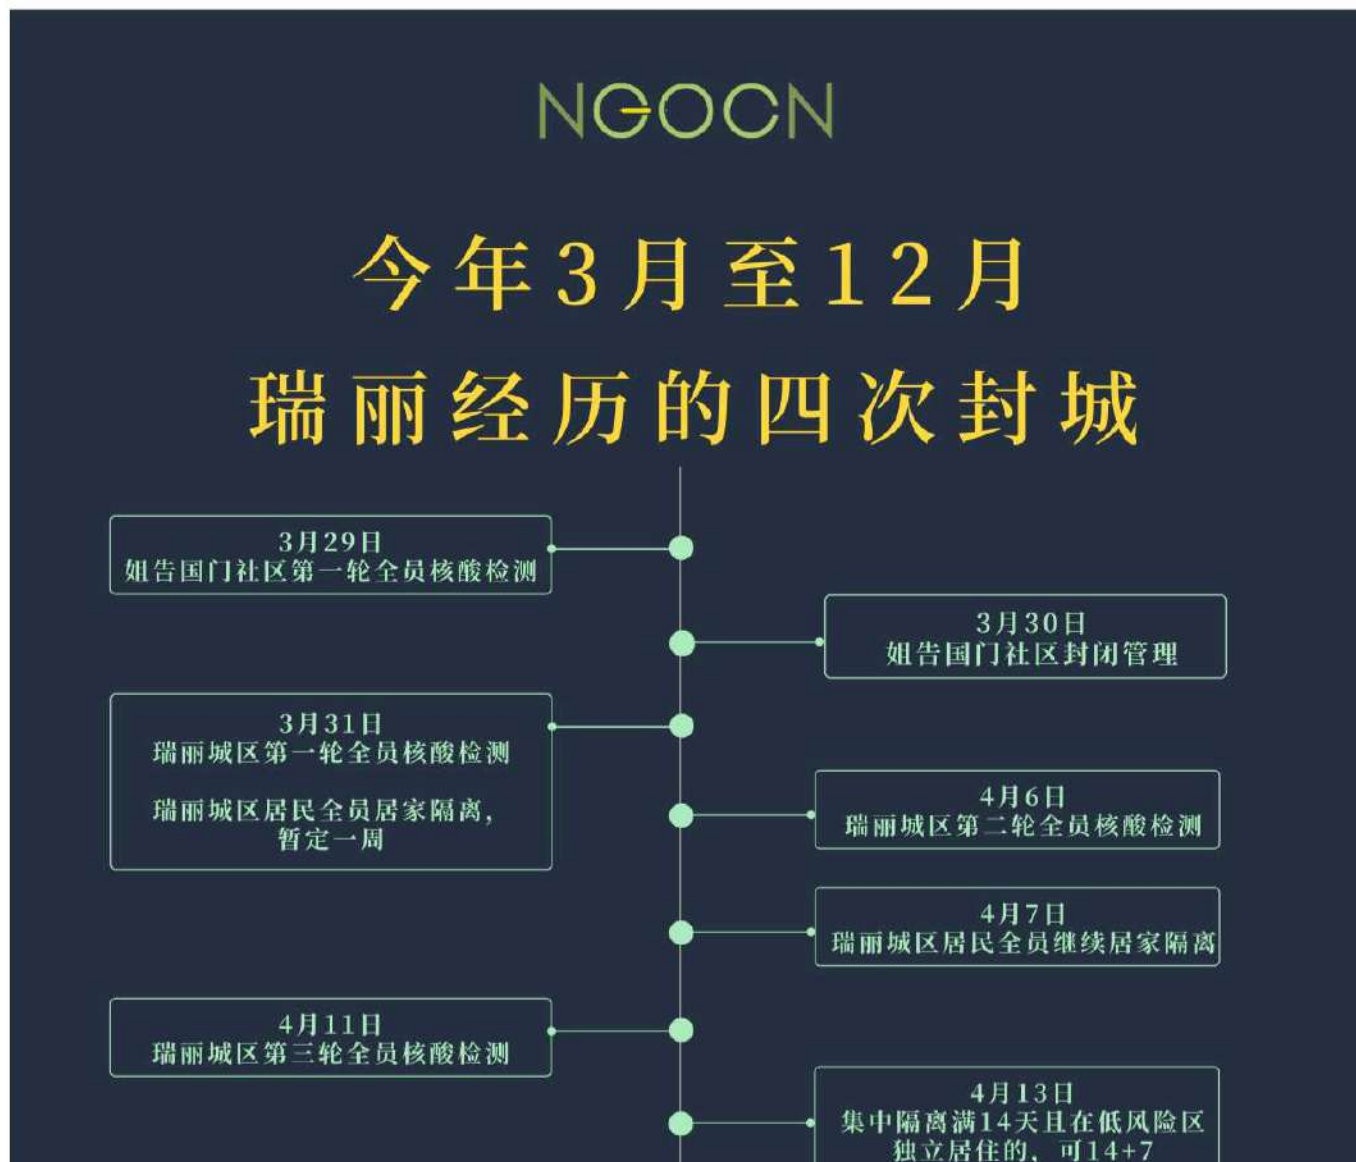 NGOCN
今年3月至12月
瑞丽经历的四次封城
3月29日
姐告国门社区第一轮全员核酸检测
3月30日
姐告国门社区封闭管理
3月31日
瑞丽城区第一轮全员核酸检测
瑞丽城区居民全员居家隔离，
暂定一周
4月6日
瑞丽城区第二轮全员核酸检测
4月7日
瑞丽城区居民全员继续居家隔离
4月11日
瑞丽城区第三轮全员核酸检测
4月13日
集中隔离满14天且在低风险区
独立居住的，可14+7